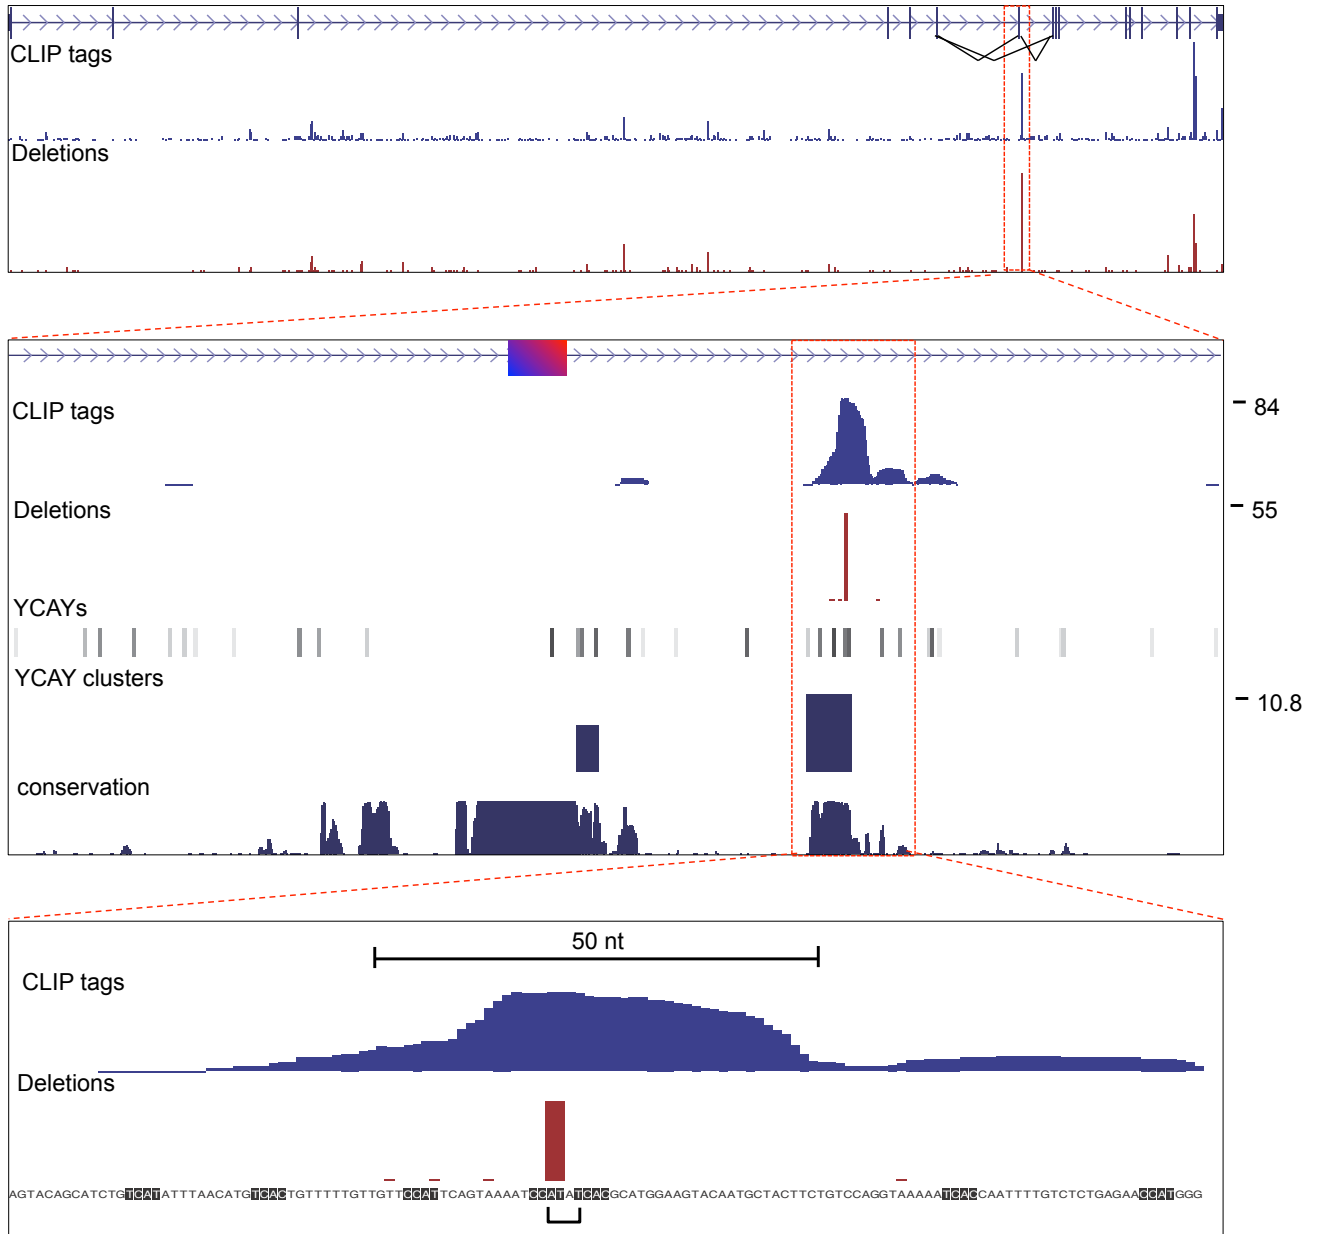 CLIP tags
Deletions
CLIP tags
84
Deletions
55
YCAYs
YCAY clusters
10.8
conservation
50 nt
CLIP tags
Deletions
AGTACAGCATCTGTCATATTTAACATGTCACTGTTTTTGTTGTTCCATTCAGTAAAATCCATATCACGCATGGAAGTACAATGCTACTTCTGTCCAGGTAAAAATCACCAATTTTGTCTCTGAGAACCATGGG